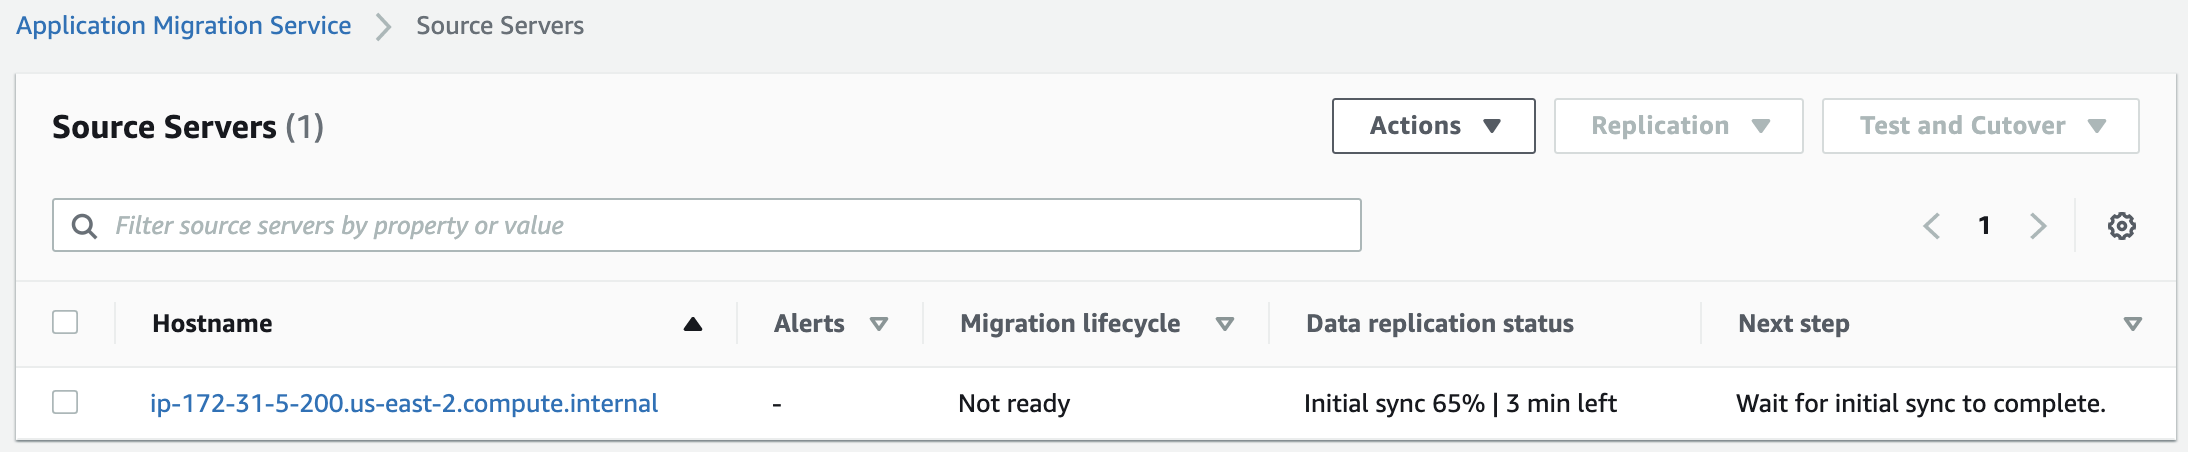 Application Migration Service > Source Servers
Source Servers (1)
Actions
Replication
Test and Cutover
Filter source servers by property or value
1
Hostname Alerts Migration lifecycle Data replication status Next step
ip-172-31-5-200.us-east-2.compute.internal - Not ready Initial sync 65% | 3 min left Wait for initial sync to complete.